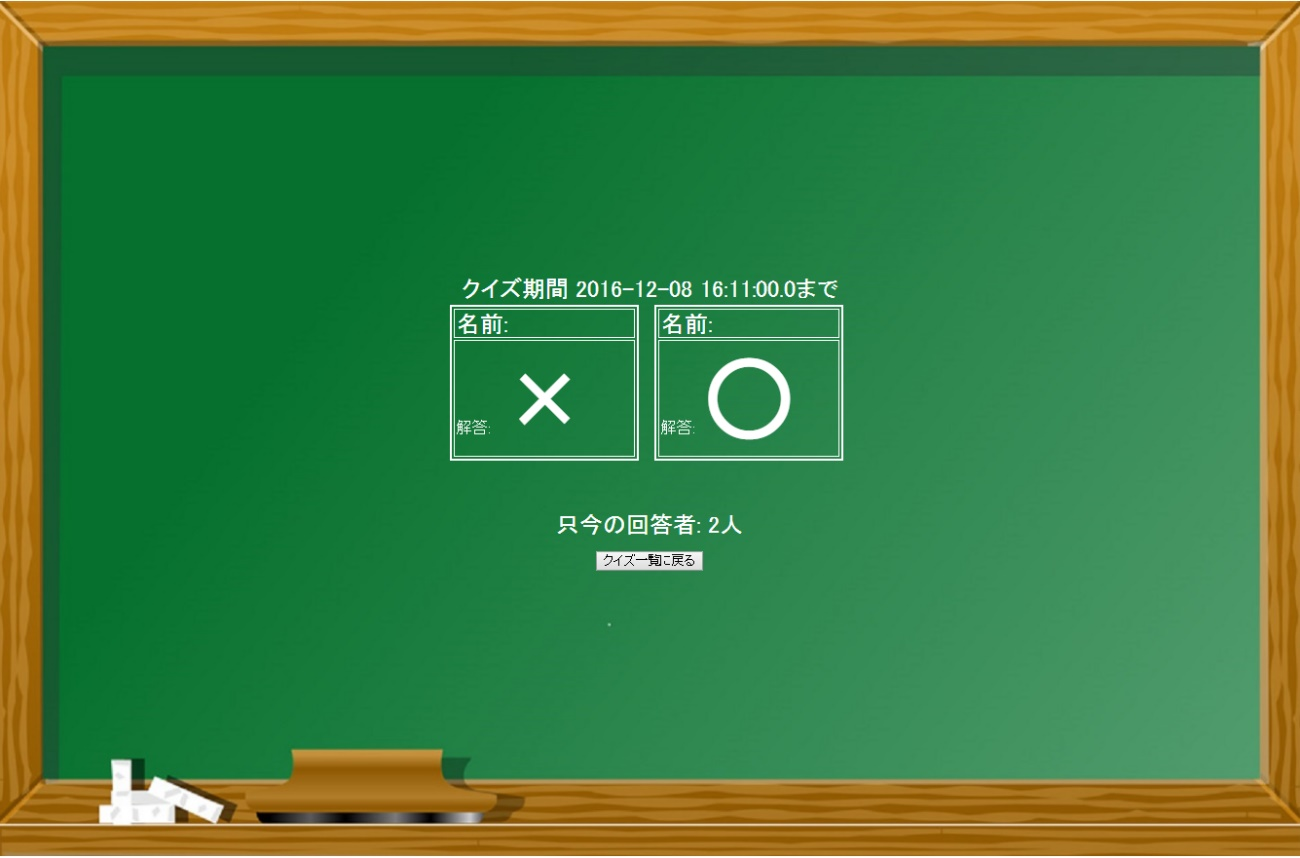 クイズ期間 2016-12-08 16:11:00.0まで
名前: 名前:
解答: × 解答: ○
只今の回答者: 2人
クイズ一覧に戻る